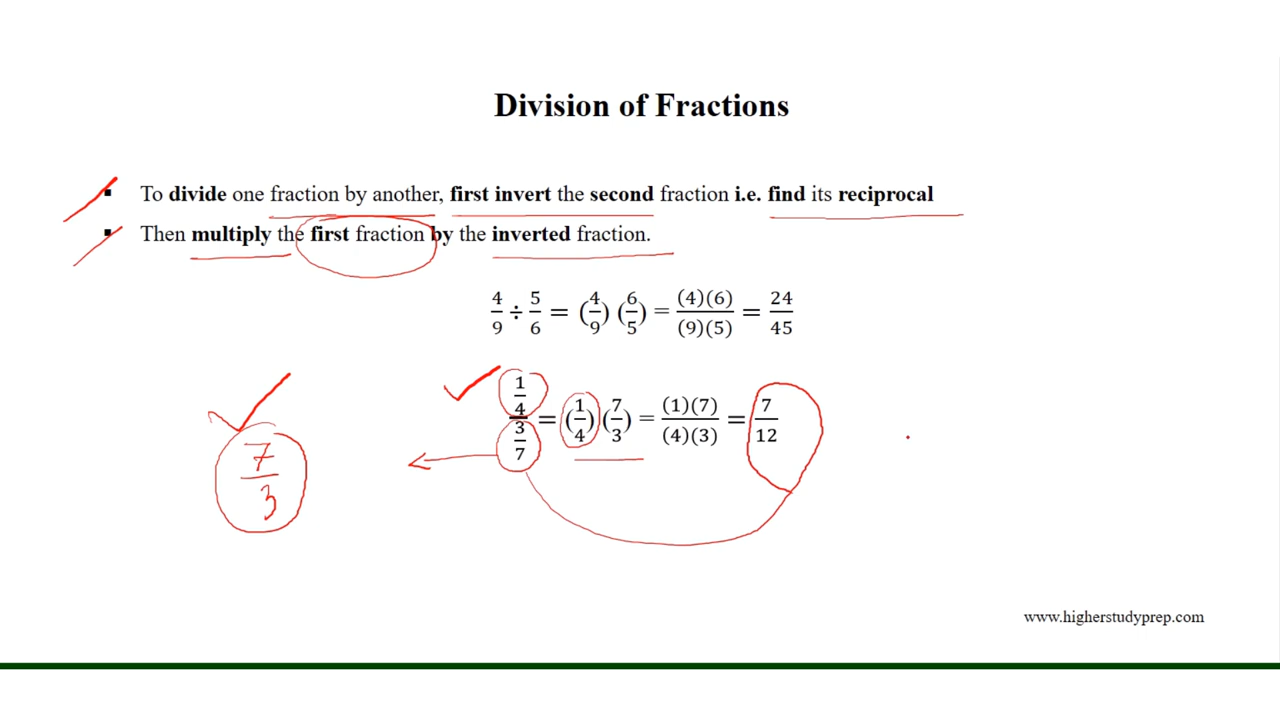 Division of Fractions
▪ To divide one fraction by another, first invert the second fraction i.e. find its reciprocal
▪ Then multiply the first fraction by the inverted fraction.
4/9 ÷ 5/6 = (4/9) (6/5) = (4)(6)/(9)(5) = 24/45
1/4 / 3/7 = (1/4) (7/3) = (1)(7)/(4)(3) = 7/12
7/3
www.higherstudyprep.com